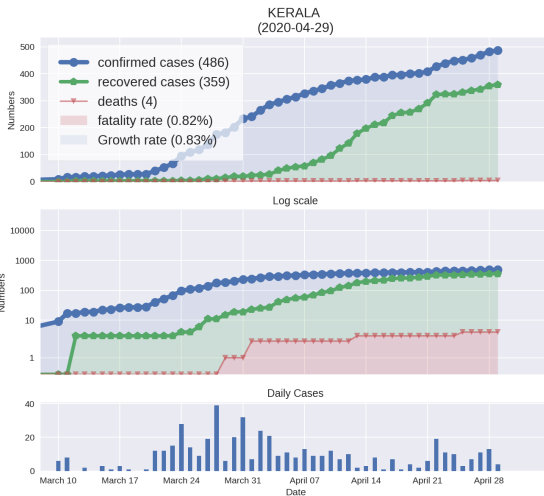 KERALA
(2020-04-29)
500
400
300
200
100
0
Numbers
confirmed cases (486)
recovered cases (359)
deaths (4)
fatality rate (0.82%)
Growth rate (0.83%)
Log scale
10000
1000
100
10
1
Numbers
Daily Cases
40
20
0
March 10 March 17 March 24 March 31 April 07 April 14 April 21 April 28
Date